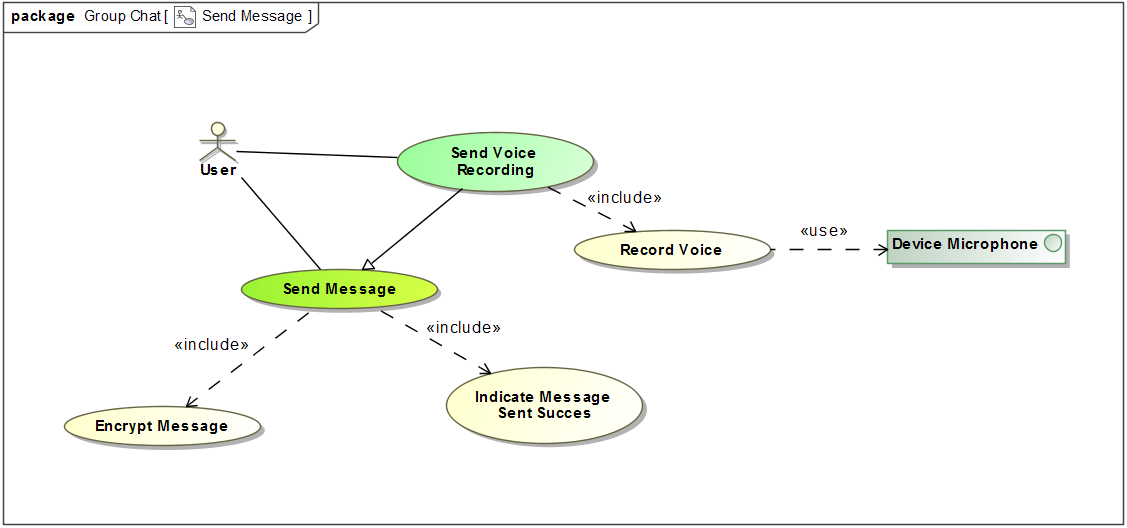 package Group Chat [ Send Message ]
User
Send Voice
Recording
«include»
Record Voice
«use»
Device Microphone
Send Message
«include»
«include»
Encrypt Message
Indicate Message
Sent Succes